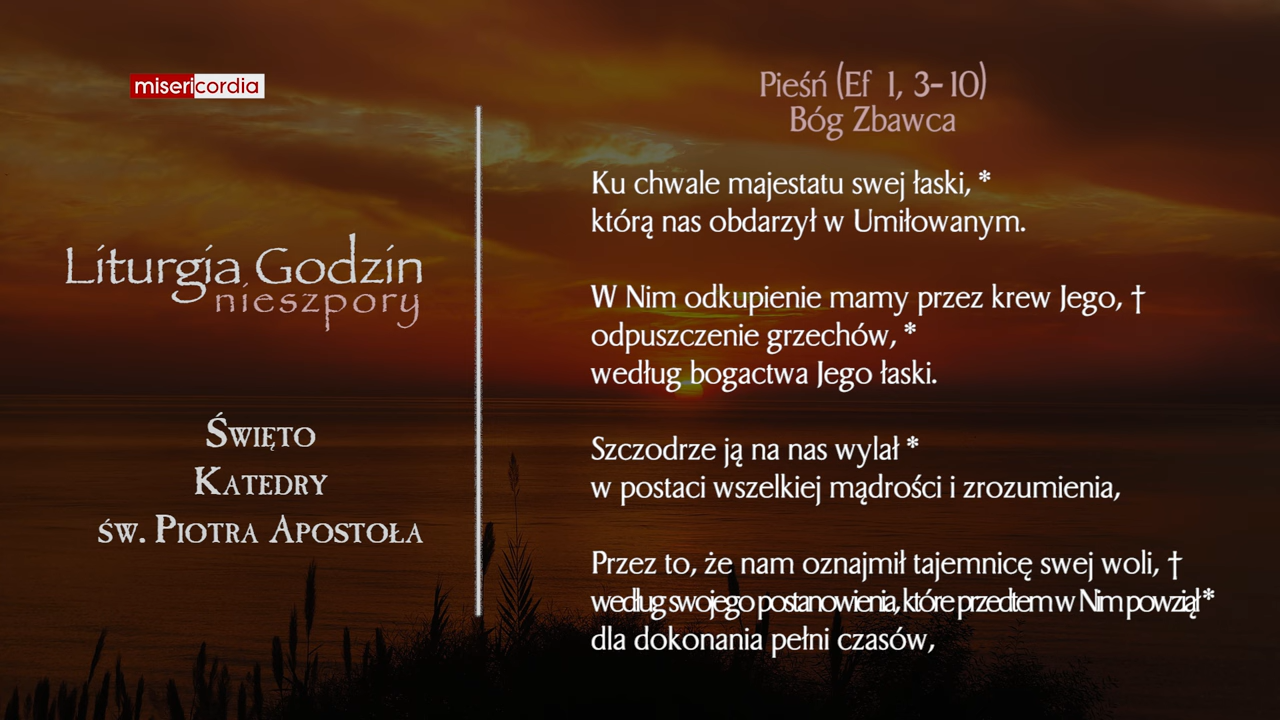 misericordia
Liturgia Godzin
nieszpory
Święto
Katedry
św. Piotra Apostoła
Pieśń (Ef 1, 3-10)
Bóg Zbawca
Ku chwale majestatu swej łaski, *
którą nas obdarzył w Umiłowanym.
W Nim odkupienie mamy przez krew Jego, †
odpuszczenie grzechów, *
według bogactwa Jego łaski.
Szczodrze ją na nas wylał *
w postaci wszelkiej mądrości i zrozumienia,
Przez to, że nam oznajmił tajemnicę swej woli, †
według swojego postanowienia, które przedtem w Nim powziął *
dla dokonania pełni czasów,